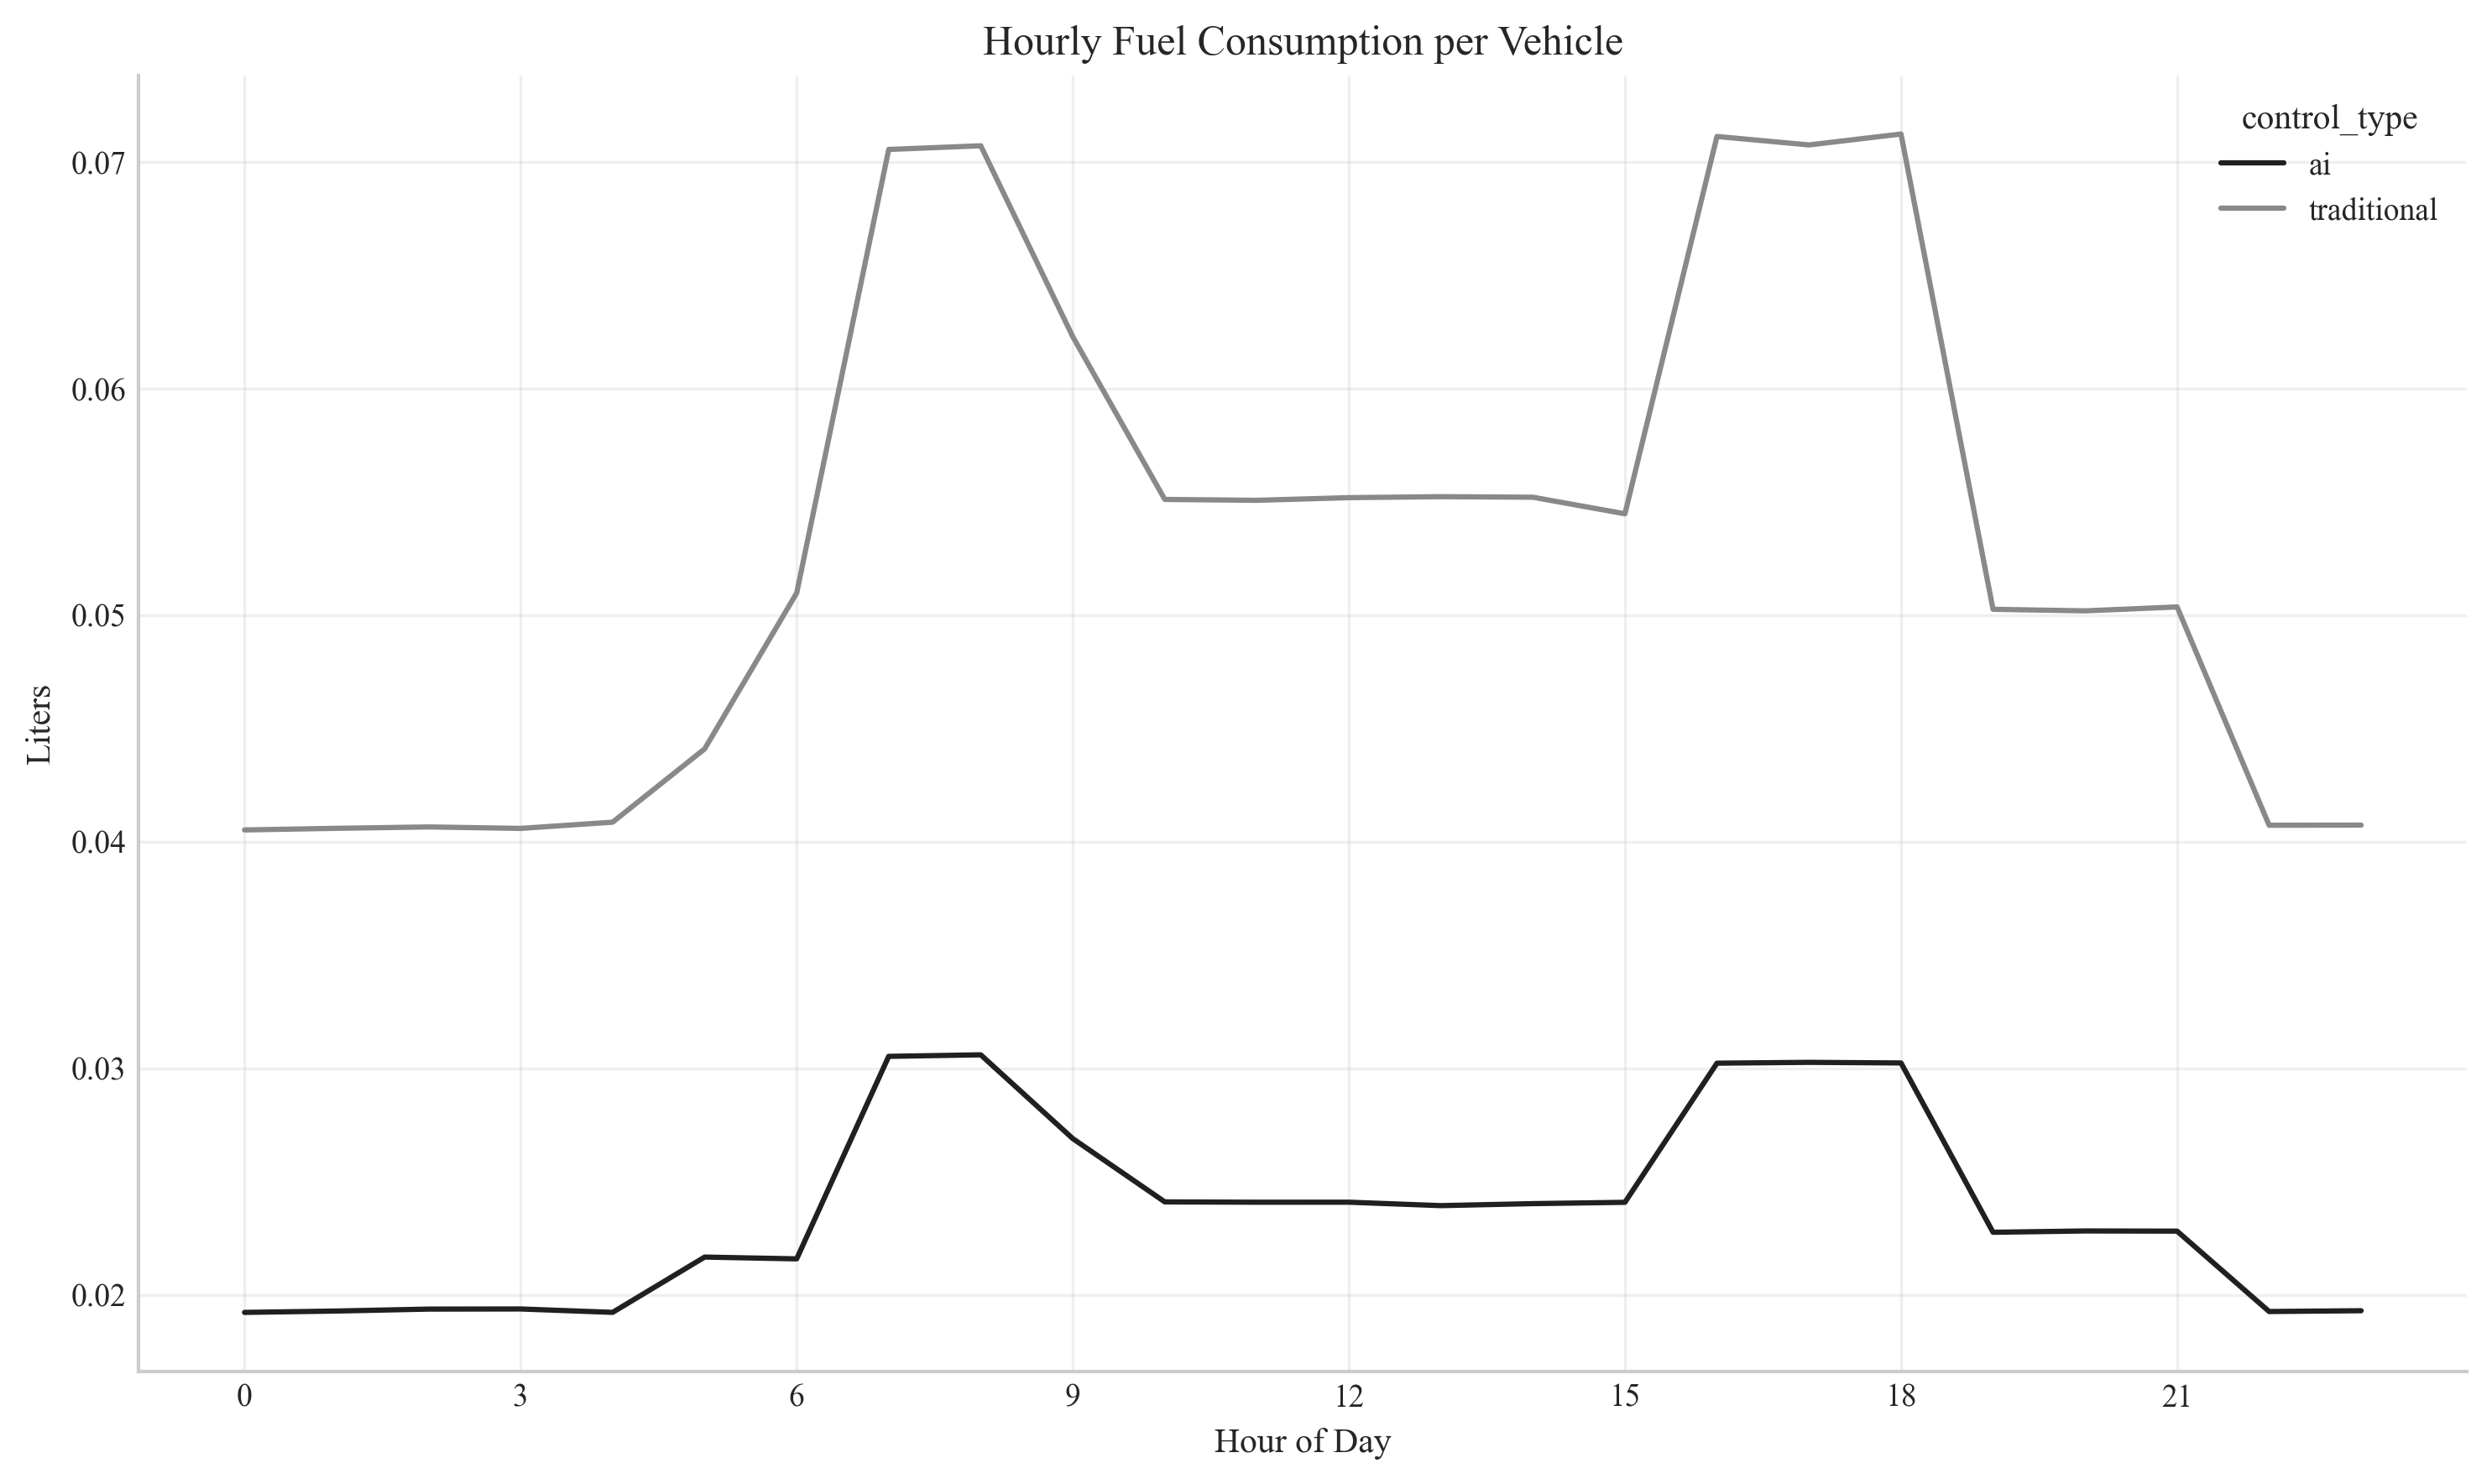 Hourly Fuel Consumption per Vehicle
control_type
ai
traditional
0.07
0.06
0.05
0.04
0.03
0.02
Liters
0 3 6 9 12 15 18 21
Hour of Day